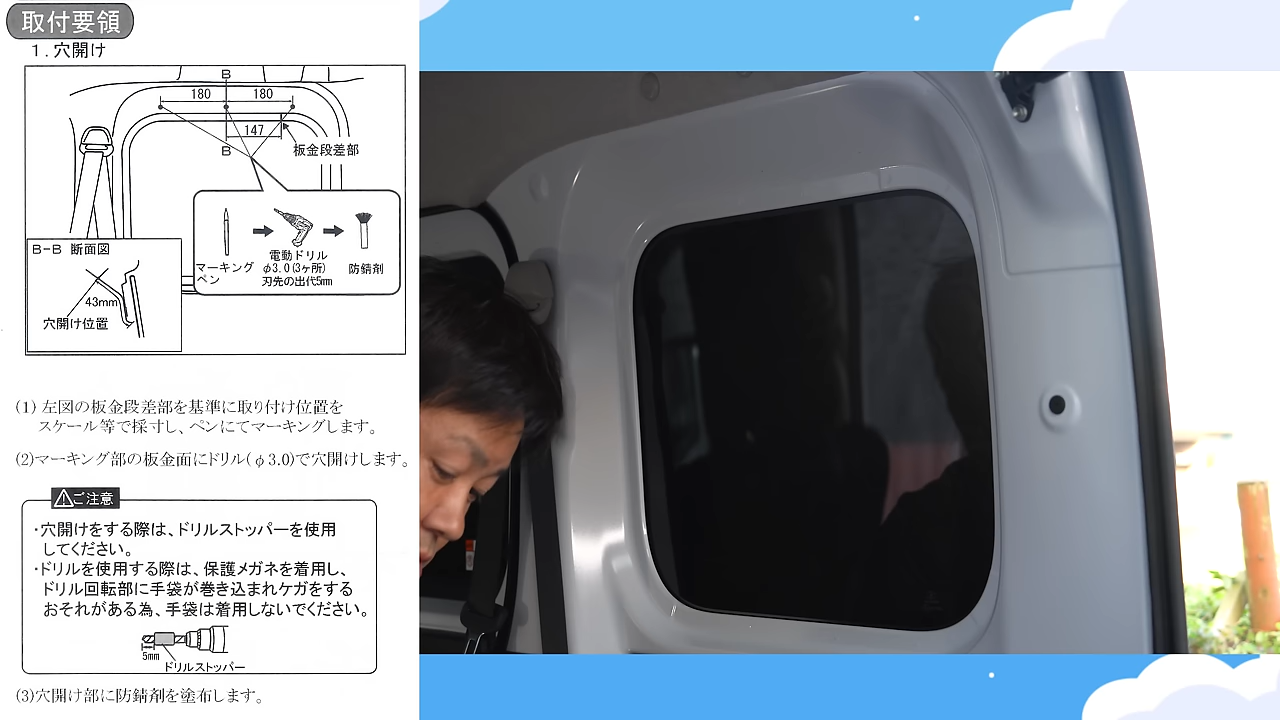 取付要領
１．穴開け
B
180 180
147
B
板金段差部
マーキング
ペン
電動ドリル
φ3.0(3ヶ所)
刃先の出代5mm
防錆剤
B-B 断面図
43mm
穴開け位置
(1) 左図の板金段差部を基準に取り付け位置を
スケール等で採寸し、ペンにてマーキングします。
(2)マーキング部の板金面にドリル(φ3.0)で穴開けします。
ご注意
・穴開けをする際は、ドリルストッパーを使用
してください。
・ドリルを使用する際は、保護メガネを着用し、
ドリル回転部に手袋が巻き込まれケガをする
おそれがある為、手袋は着用しないでください。
5mm
ドリルストッパー
(3)穴開け部に防錆剤を塗布します。